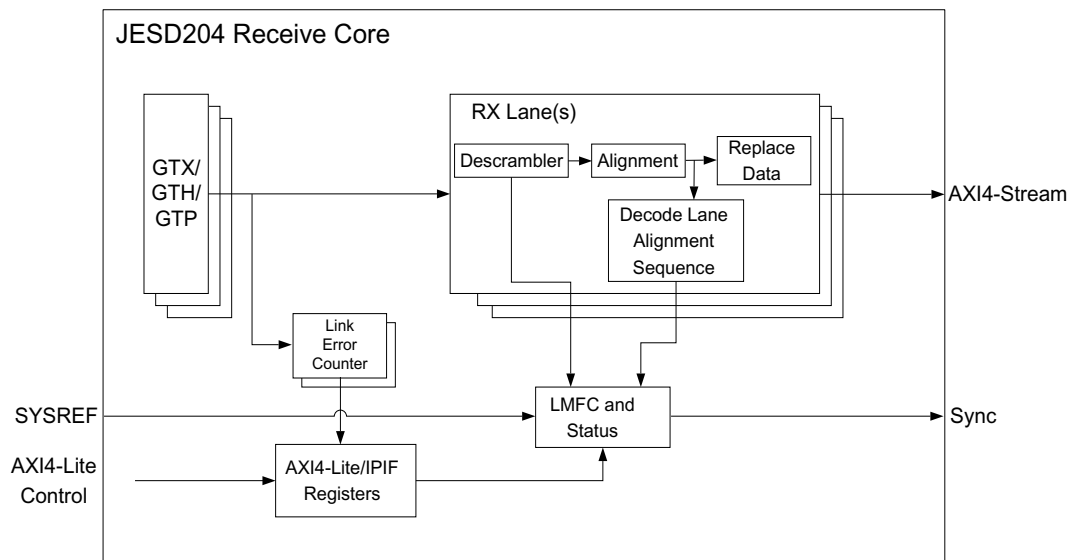 JESD204 Receive Core
GTX/
GTH/
GTP
RX Lane(s)
Descrambler
Alignment
Replace
Data
Decode Lane
Alignment
Sequence
AXI4-Stream
Link
Error
Counter
SYSREF
LMFC and
Status
Sync
AXI4-Lite
Control
AXI4-Lite/IPIF
Registers